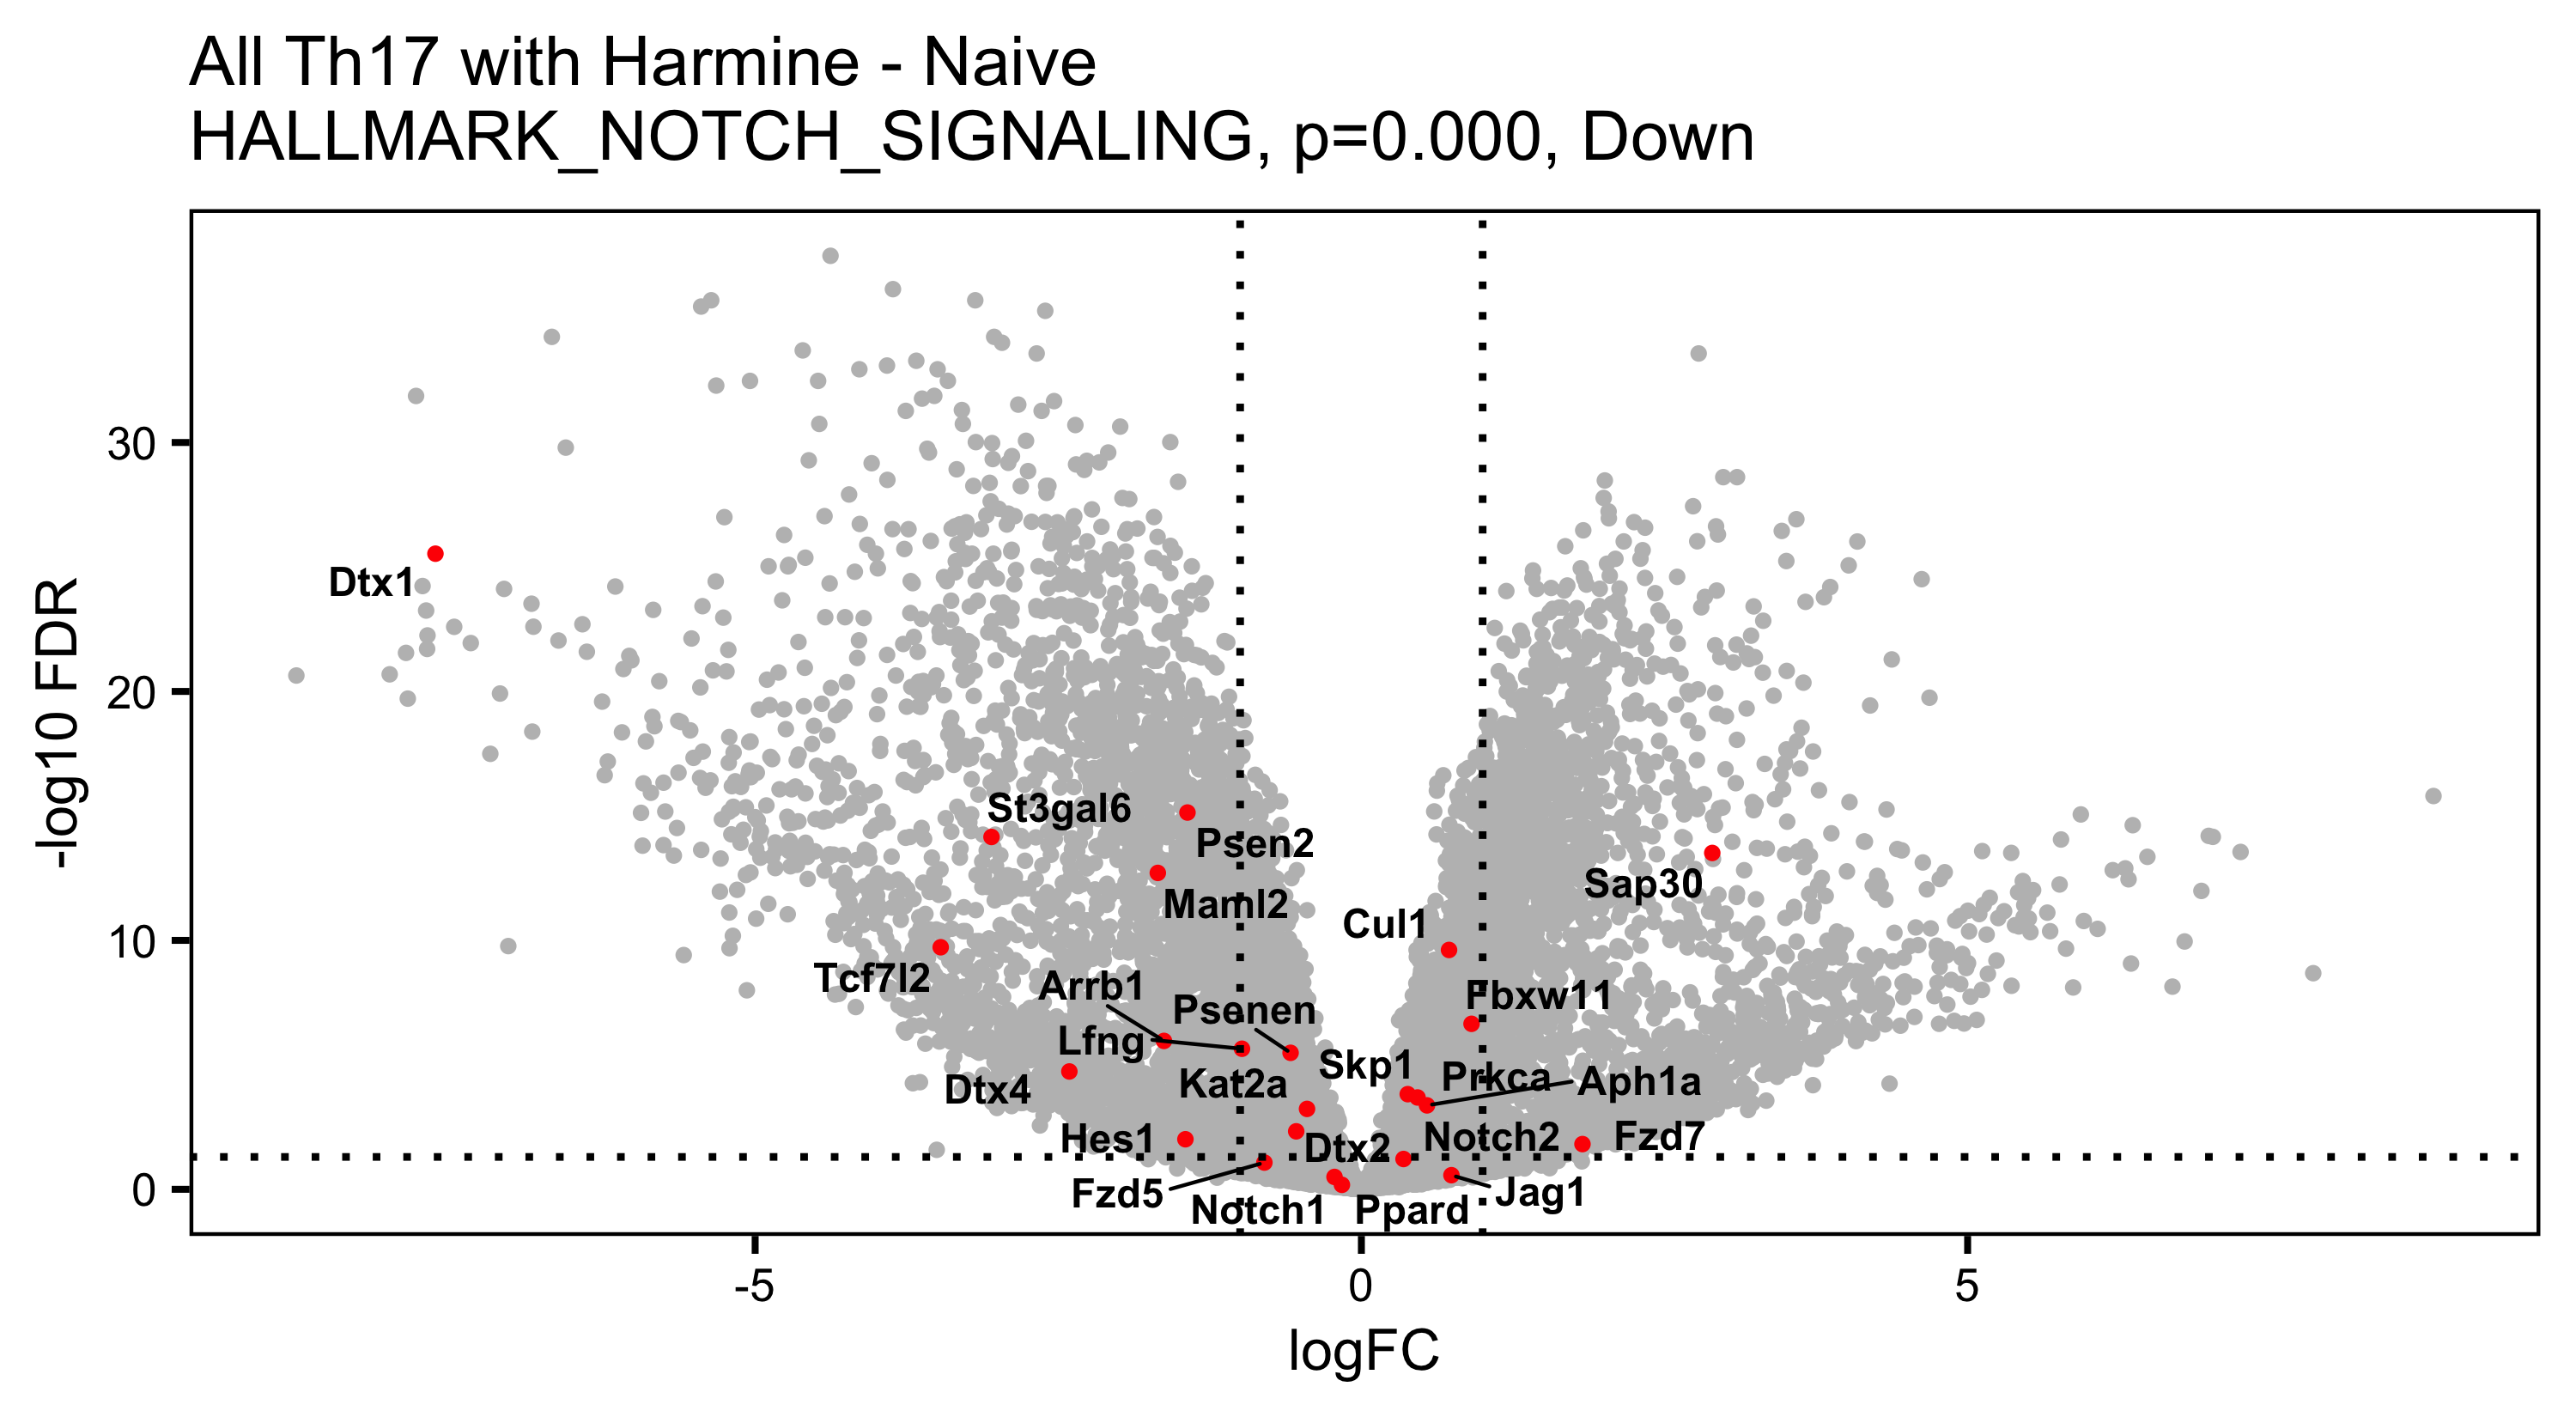 All Th17 with Harmine - Naive
HALLMARK_NOTCH_SIGNALING, p=0.000, Down
-log10 FDR
30
20
10
0
Dtx1
St3gal6
Psen2
Maml2
Sap30
Cul1
Tcf7l2
Arrb1
Fbxw11
Psenen
Lfng
Skp1
Prkca
Aph1a
Dtx4
Kat2a
Hes1
Dtx2
Notch2
Fzd7
Fzd5
Jag1
Notch1
Ppard
-5
0
5
logFC